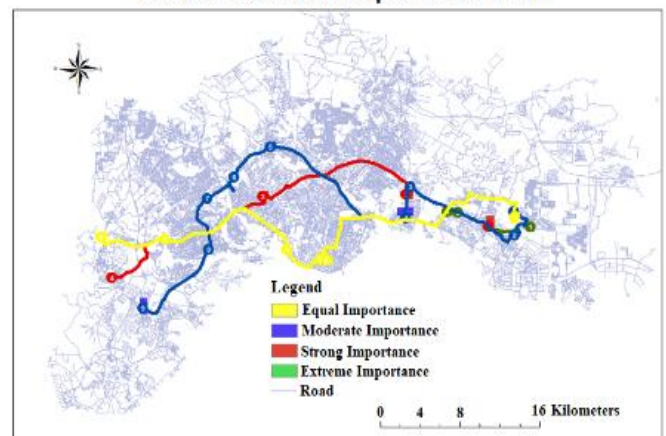 Legend
Equal Importance
Moderate Importance
Strong Importance
Extreme Importance
Road
0 4 8 16 Kilometers